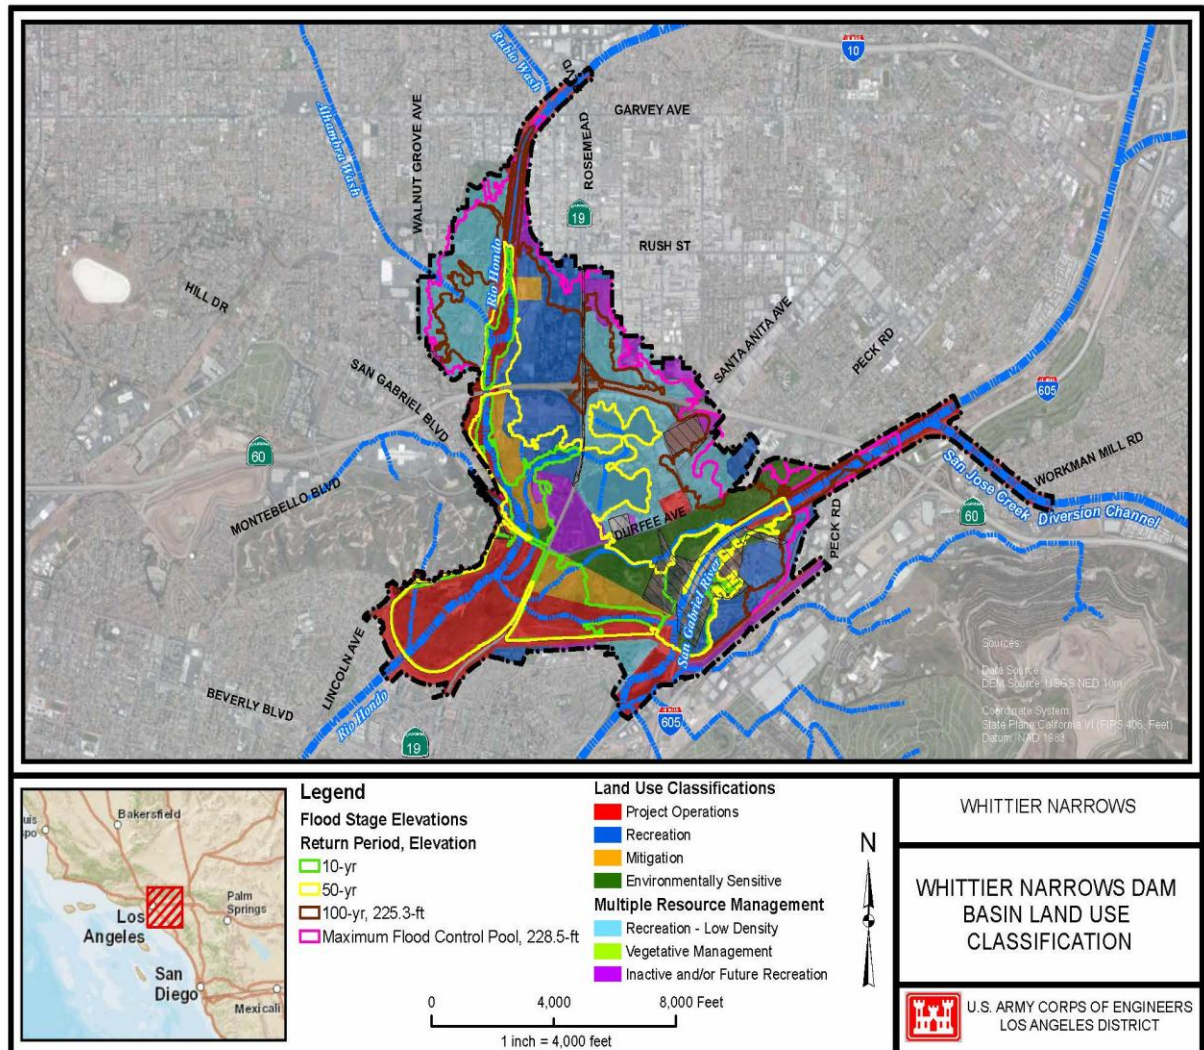 10
Rubio Wash
GARVEY AVE
Alhambra Wash
WALNUT GROVE AVE
ROSEMEAD
19
RUSH ST
Rio Hondo
HILL DR
SANTA ANITA AVE
PECK RD
SAN GABRIEL BLVD
605
60
WORKMAN MILL RD
San Jose Creek
Diversion Channel
MONTEBELLO BLVD
DURFEE AVE
PECK RD
60
San Gabriel River
LINCOLN AVE
BEVERLY BLVD
Rio Hondo
605
19
Sources:
Data Source
DEM Source: USGS NED 10m
Coordinate System
State Plane California VI (FIPS 406, Feet)
Datum: NAD 1983
Bakersfield
Palm
Springs
Los
Angeles
San
Diego
Mexicali
Legend
Flood Stage Elevations
Return Period, Elevation
10-yr
50-yr
100-yr, 225.3-ft
Maximum Flood Control Pool, 228.5-ft
Land Use Classifications
Project Operations
Recreation
Mitigation
Environmentally Sensitive
Multiple Resource Management
Recreation - Low Density
Vegetative Management
Inactive and/or Future Recreation
0 4,000 8,000 Feet
1 inch = 4,000 feet
N
WHITTIER NARROWS
WHITTIER NARROWS DAM
BASIN LAND USE
CLASSIFICATION
U.S. ARMY CORPS OF ENGINEERS
LOS ANGELES DISTRICT